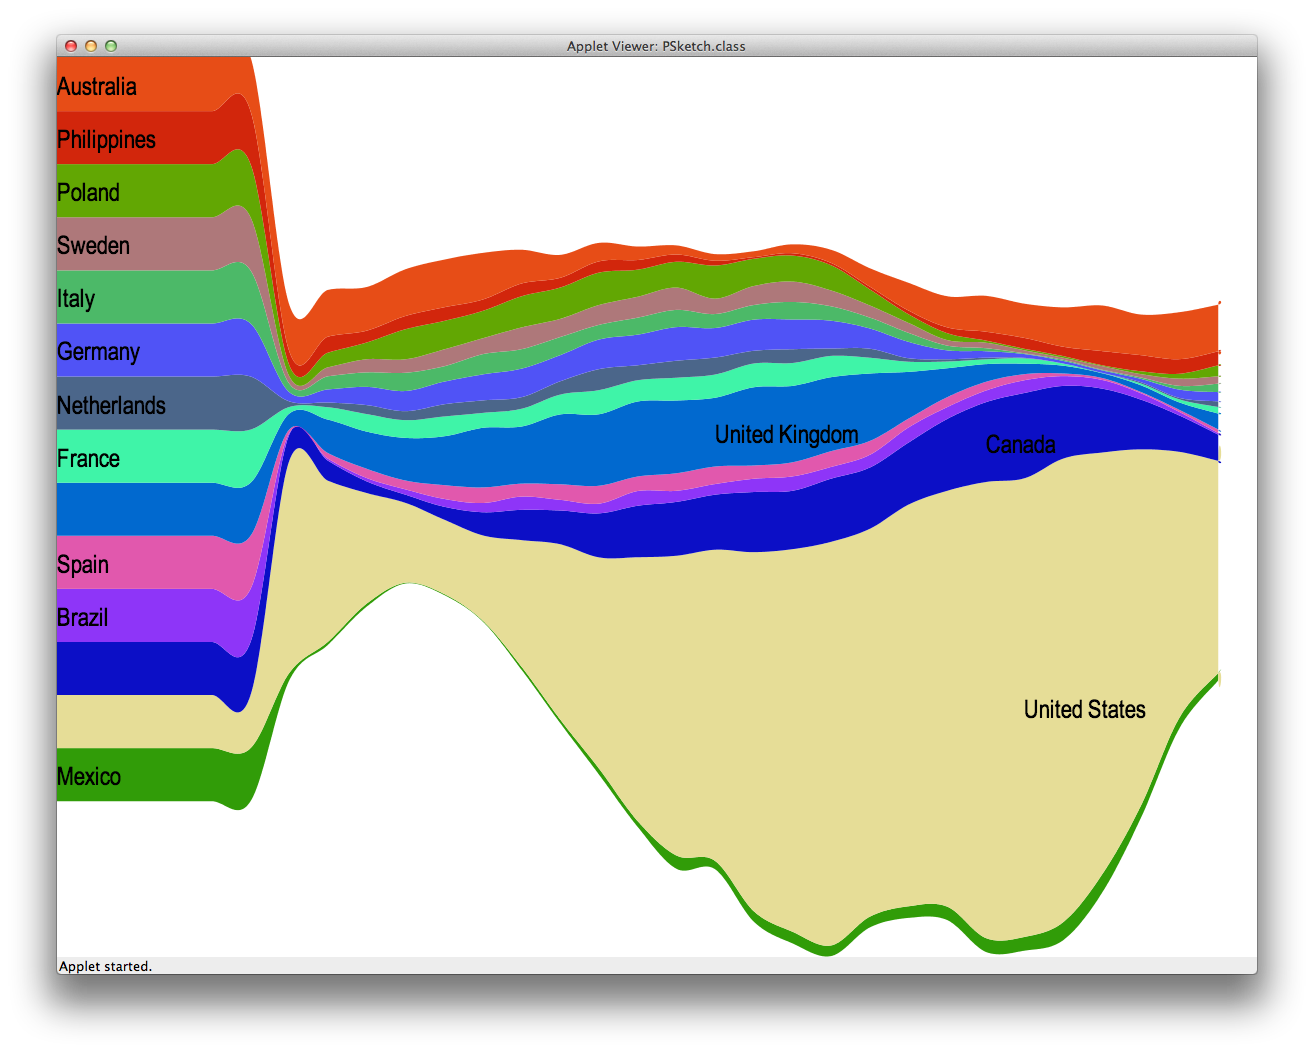 Applet Viewer: PSketch.class
Australia
Philippines
Poland
Sweden
Italy
Germany
Netherlands
France
United Kingdom
Canada
Spain
Brazil
United States
Mexico
Applet started.